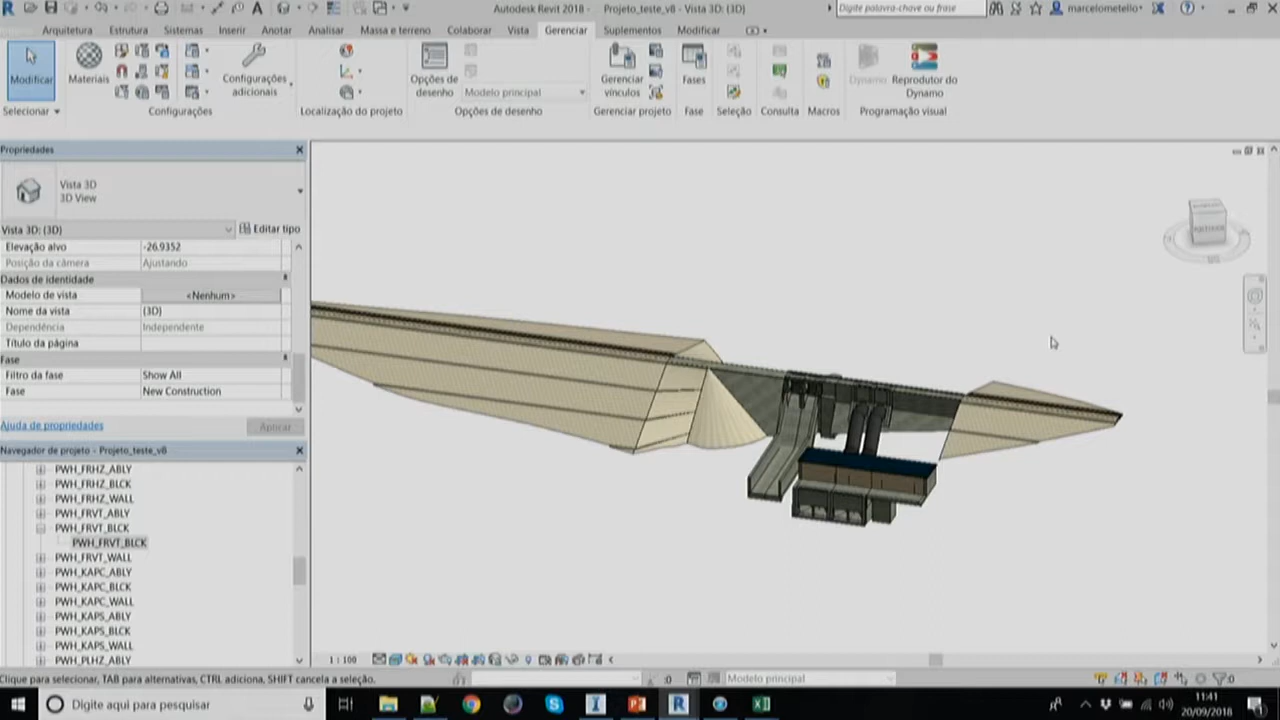 Autodesk Revit 2018 - Projeto_teste_v8 - Vista 3D: {3D}
Digite palavra-chave ou frase
marcelometello
Arquitetura Estrutura Sistemas Inserir Anotar Analisar Massa e terreno Colaborar Vista Gerenciar Suplementos Modificar
Modificar
Materiais
Configurações adicionais
Opções de desenho
Modelo principal
Gerenciar vínculos
Fases
Dynamo
Reprodutor do Dynamo
Selecionar
Configurações
Localização do projeto
Opções de desenho
Gerenciar projeto
Fase
Seleção
Consulta
Macros
Programação visual
Propriedades
Vista 3D
3D View
Vista 3D: {3D}
Editar tipo
Elevação alvo -26.9352
Posição da câmera Ajustando
Dados de identidade
Modelo de vista <Nenhum>
Nome da vista {3D}
Dependência Independente
Título da página
Fase
Filtro da fase Show All
Fase New Construction
Ajuda de propriedades
Aplicar
Navegador de projeto - Projeto_teste_v8
PWH_FRHZ_ABLY
PWH_FRHZ_BLCK
PWH_FRHZ_WALL
PWH_FRVT_ABLY
PWH_FRVT_BLCK
PWH_FRVT_BLCK
PWH_FRVT_WALL
PWH_KAPC_ABLY
PWH_KAPC_BLCK
PWH_KAPC_WALL
PWH_KAPS_ABLY
PWH_KAPS_BLCK
PWH_KAPS_WALL
PWH_PLHZ_ABLY
1 : 100
Clique para selecionar, TAB para alternativas, CTRL adiciona, SHIFT cancela a seleção.
:0
Modelo principal
:0
Digite aqui para pesquisar
11:41
20/09/2018